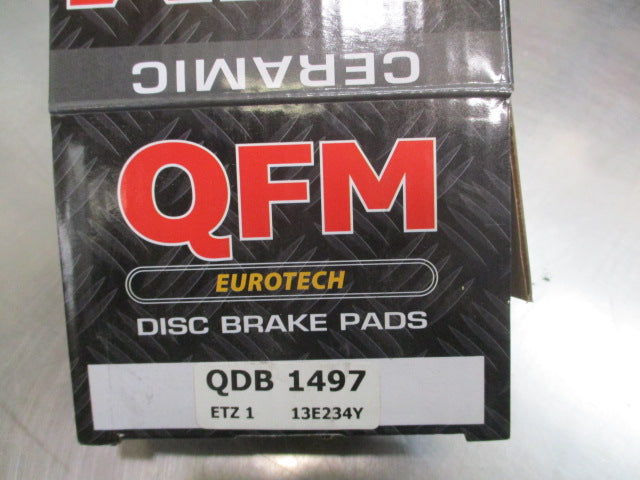 CERAMIC
QFM
EUROTECH
DISC BRAKE PADS
QDB 1497
ETZ 1 13E234Y